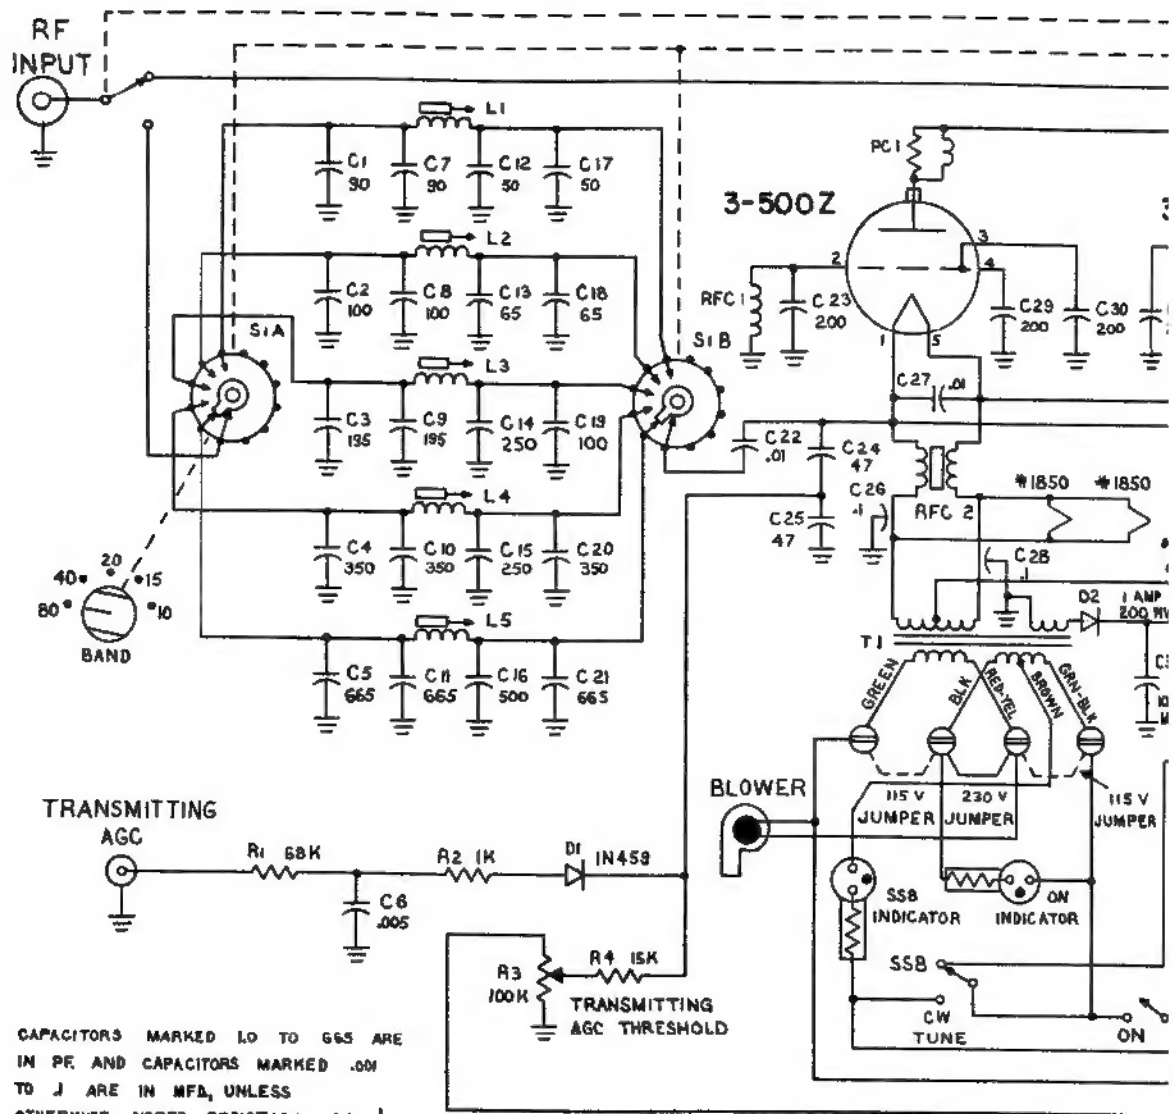 RF
INPUT
L1
C1
90
C7
90
C12
50
C17
50
PC1
3-500Z
L2
C2
100
C8
100
C13
65
C18
65
2
3
4
RFC1
C23
200
C29
200
C30
200
1
5
S1A
S1B
L3
C3
195
C9
195
C14
250
C19
100
C27
.01
C22
.01
C24
47
C26
.1
C25
47
RFC 2
*1850
*1850
L4
C4
350
C10
350
C15
250
C20
350
C28
.1
D2
1 AMP
T1
80
40
20
15
10
BAND
L5
C5
665
C11
665
C16
500
C21
665
GREEN
BLK
RED-YEL
BROWN
GRN-BLK
BLOWER
115 V
JUMPER
230 V
JUMPER
115 V
JUMPER
TRANSMITTING
AGC
R1 68K
R2 1K
D1
1N458
C6
.005
SSB
INDICATOR
ON
INDICATOR
R3
100K
R4 15K
TRANSMITTING
AGC THRESHOLD
SSB
CW
TUNE
ON
CAPACITORS MARKED 1.0 TO 665 ARE
IN PF. AND CAPACITORS MARKED .001
TO .1 ARE IN MFD, UNLESS